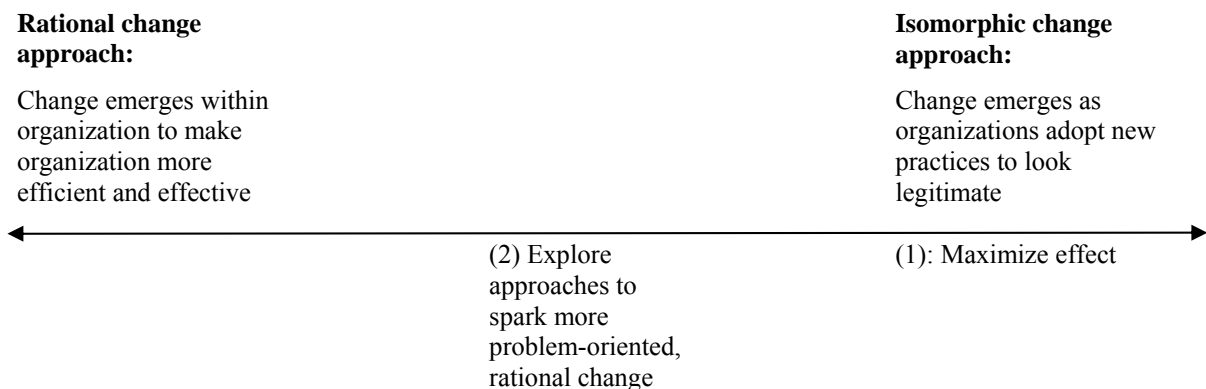 Rational change
approach:
Change emerges within
organization to make
organization more
efficient and effective
Isomorphic change
approach:
Change emerges as
organizations adopt new
practices to look
legitimate
(2) Explore
approaches to
spark more
problem-oriented,
rational change
(1): Maximize effect